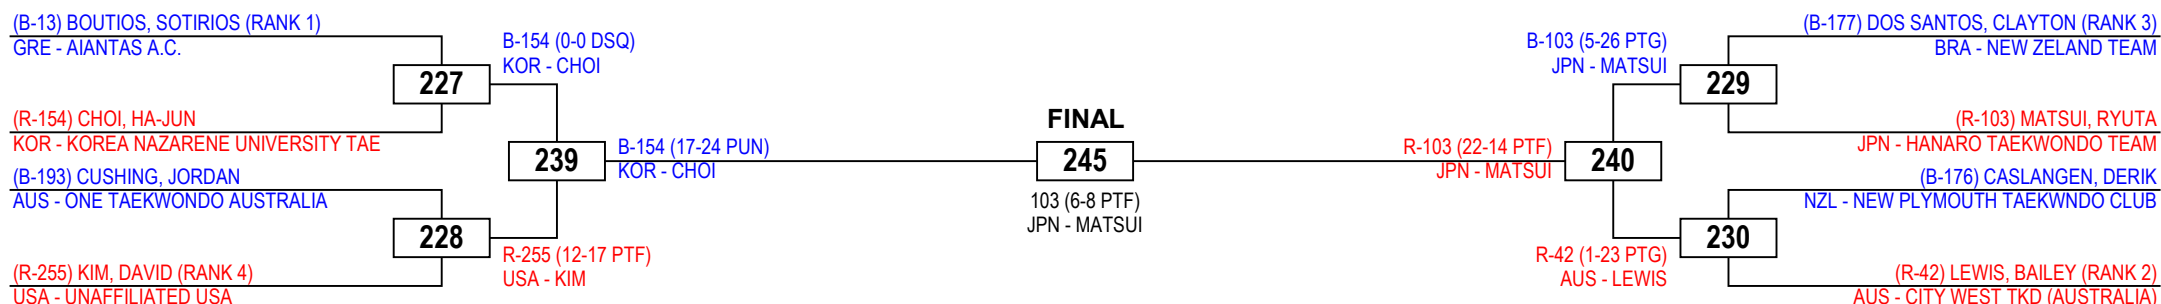 (B-13) BOUTIOS, SOTIRIOS (RANK 1)
GRE - AIANTAS A.C.
227
(R-154) CHOI, HA-JUN
KOR - KOREA NAZARENE UNIVERSITY TAE
(B-193) CUSHING, JORDAN
AUS - ONE TAEKWONDO AUSTRALIA
228
(R-255) KIM, DAVID (RANK 4)
USA - UNAFFILIATED USA
B-154 (0-0 DSQ)
KOR - CHOI
239
R-255 (12-17 PTF)
USA - KIM
B-154 (17-24 PUN)
KOR - CHOI
FINAL
245
103 (6-8 PTF)
JPN - MATSUI
R-103 (22-14 PTF)
JPN - MATSUI
B-103 (5-26 PTG)
JPN - MATSUI
240
R-42 (1-23 PTG)
AUS - LEWIS
(B-177) DOS SANTOS, CLAYTON (RANK 3)
BRA - NEW ZELAND TEAM
229
(R-103) MATSUI, RYUTA
JPN - HANARO TAEKWONDO TEAM
(B-176) CASLANGEN, DERIK
NZL - NEW PLYMOUTH TAEKWNDO CLUB
230
(R-42) LEWIS, BAILEY (RANK 2)
AUS - CITY WEST TKD (AUSTRALIA)